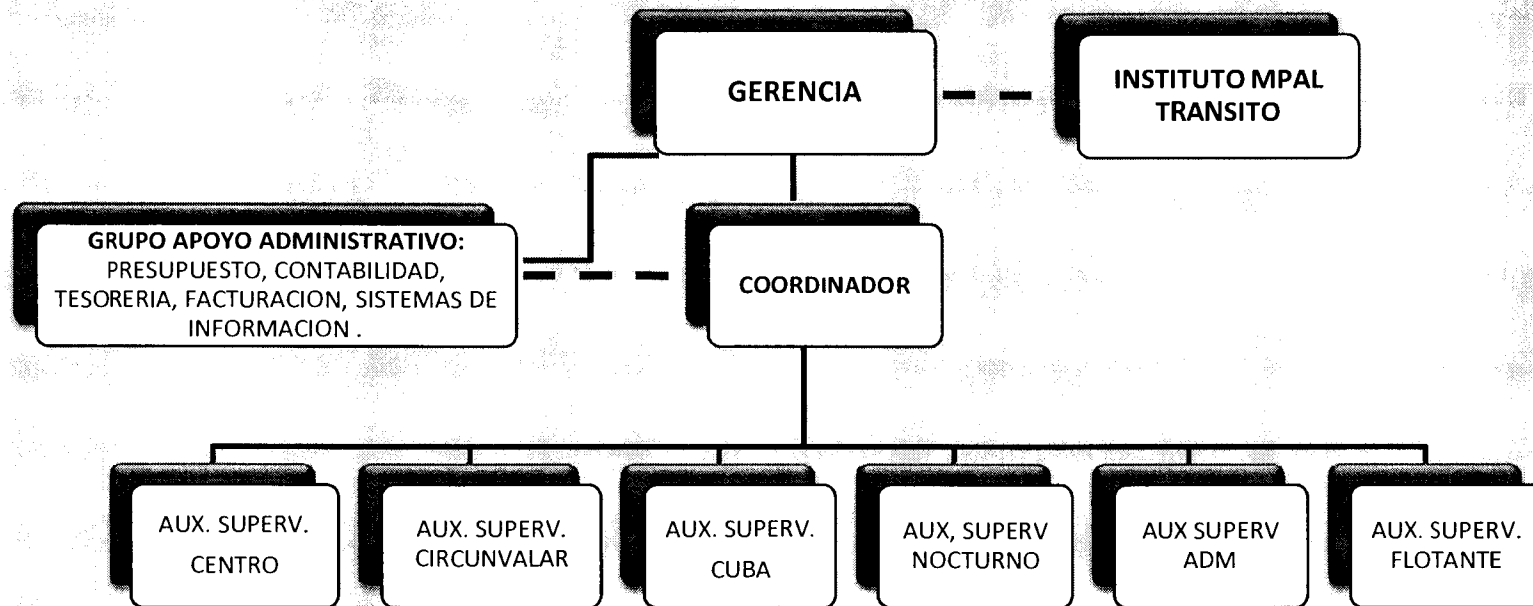 GERENCIA
INSTITUTO MPAL
TRANSITO
GRUPO APOYO ADMINISTRATIVO:
PRESUPUESTO, CONTABILIDAD,
TESORERIA, FACTURACION, SISTEMAS DE
INFORMACION .
COORDINADOR
AUX. SUPERV.
CENTRO
AUX. SUPERV.
CIRCUNVALAR
AUX. SUPERV.
CUBA
AUX, SUPERV
NOCTURNO
AUX SUPERV
ADM
AUX. SUPERV.
FLOTANTE